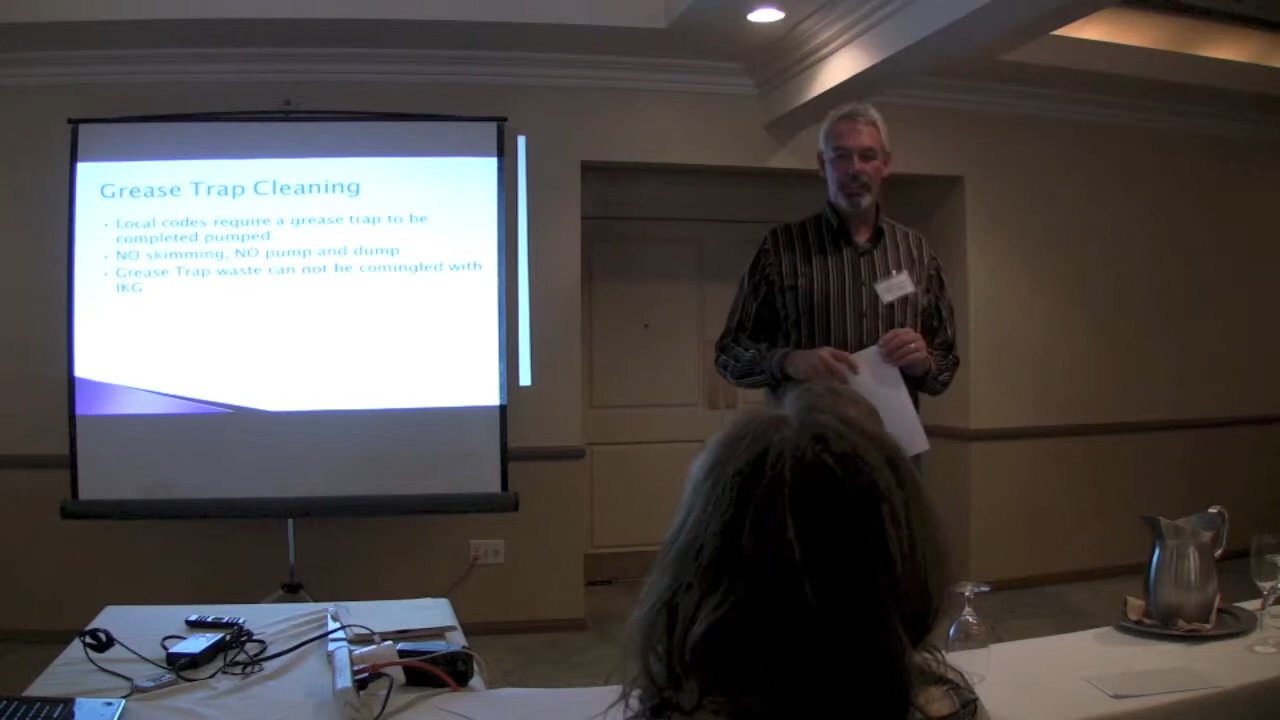 Grease Trap Cleaning
Local codes require a grease trap to be
completed pumped
NO skimming, NO pump and dump
Grease Trap waste can not be comingled with
IKG